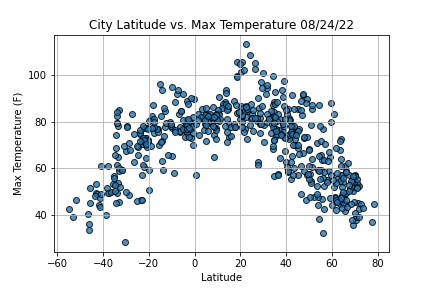 City Latitude vs. Max Temperature 08/24/22
Max Temperature (F)
100
80
60
40
−60 −40 −20 0 20 40 60 80
Latitude